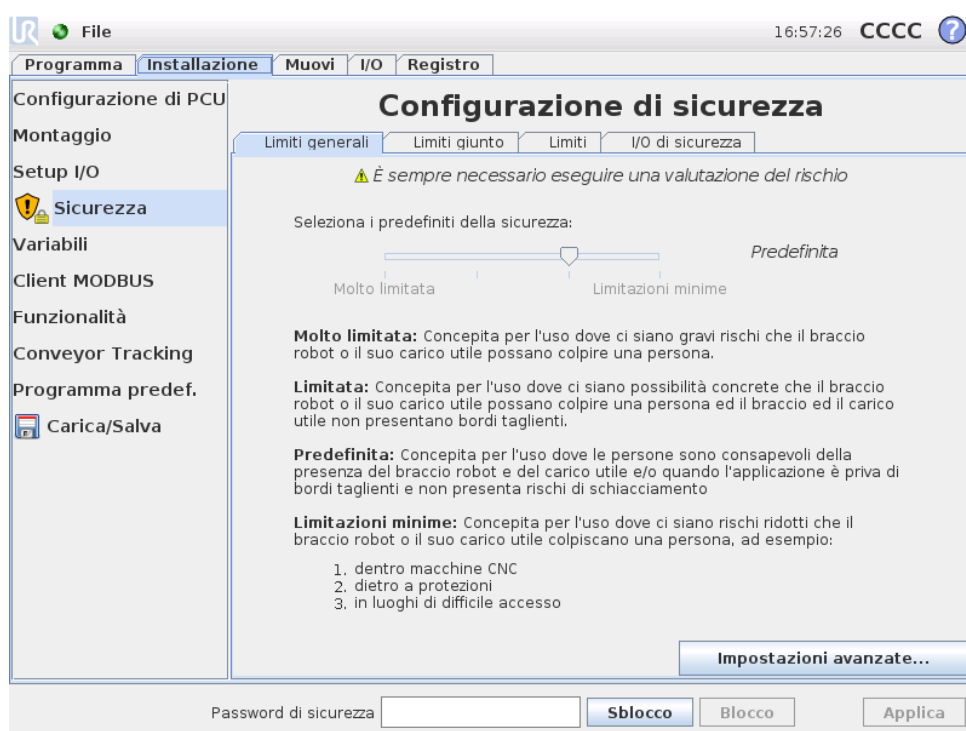 UR File 16:57:26 CCCC ?
Programma Installazione Muovi I/O Registro
Configurazione di PCU
Montaggio
Setup I/O
Sicurezza
Variabili
Client MODBUS
Funzionalità
Conveyor Tracking
Programma predef.
Carica/Salva
Configurazione di sicurezza
Limiti generali Limiti giunto Limiti I/O di sicurezza
È sempre necessario eseguire una valutazione del rischio
Seleziona i predefiniti della sicurezza:
Predefinita
Molto limitata Limitazioni minime
Molto limitata: Concepita per l'uso dove ci siano gravi rischi che il braccio
robot o il suo carico utile possano colpire una persona.
Limitata: Concepita per l'uso dove ci siano possibilità concrete che il braccio
robot o il suo carico utile possano colpire una persona ed il braccio ed il carico
utile non presentano bordi taglienti.
Predefinita: Concepita per l'uso dove le persone sono consapevoli della
presenza del braccio robot e del carico utile e/o quando l'applicazione è priva di
bordi taglienti e non presenta rischi di schiacciamento
Limitazioni minime: Concepita per l'uso dove ci siano rischi ridotti che il
braccio robot o il suo carico utile colpiscano una persona, ad esempio:
1. dentro macchine CNC
2. dietro a protezioni
3. in luoghi di difficile accesso
Impostazioni avanzate...
Password di sicurezza Sblocco Blocco Applica